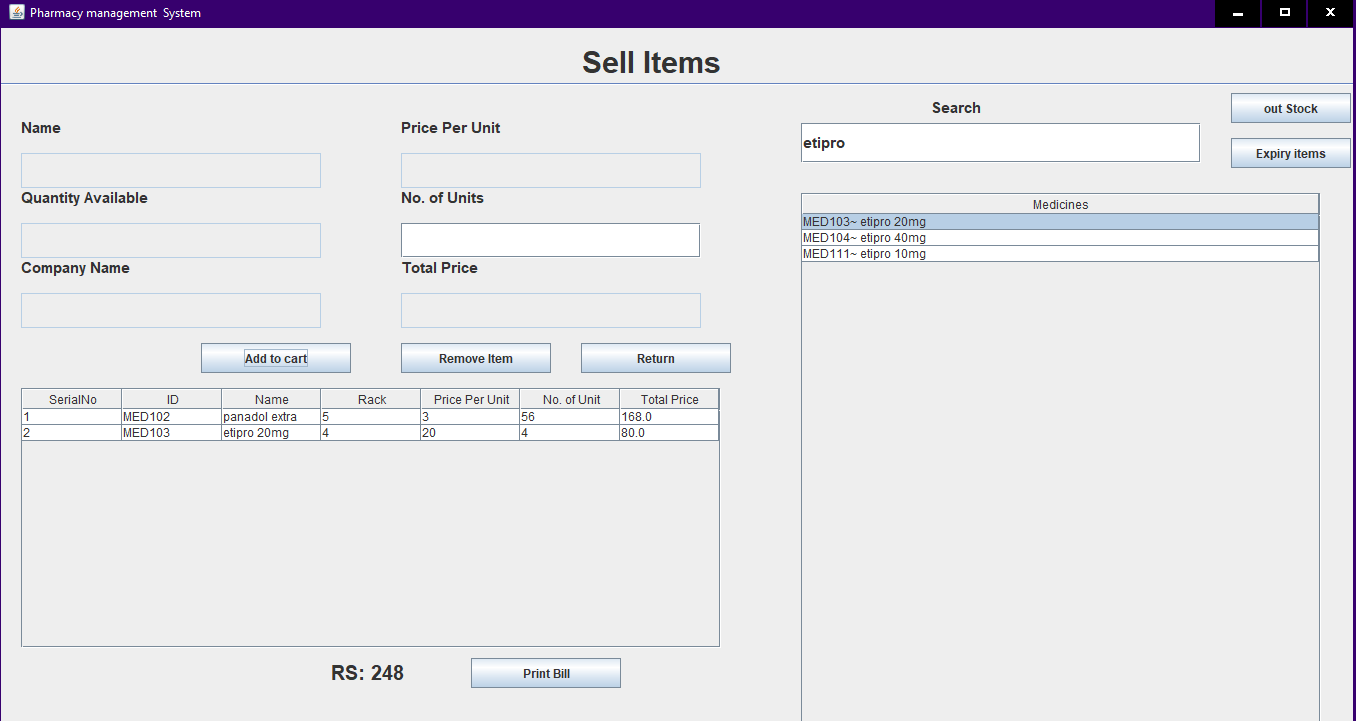 Pharmacy management System
Sell Items
Search
out Stock
Name
Price Per Unit
etipro
Expiry items
Quantity Available
No. of Units
Medicines
MED103~ etipro 20mg
MED104~ etipro 40mg
MED111~ etipro 10mg
Company Name
Total Price
Add to cart
Remove Item
Return
SerialNo ID Name Rack Price Per Unit No. of Unit Total Price
1 MED102 panadol extra 5 3 56 168.0
2 MED103 etipro 20mg 4 20 4 80.0
RS: 248
Print Bill